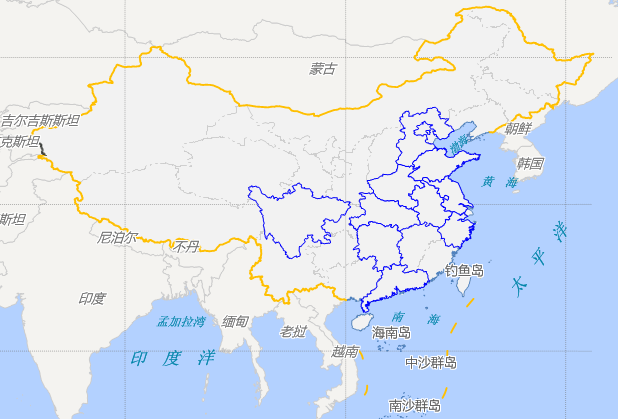 蒙古
吉尔吉斯斯坦
克斯坦
朝鲜
渤海
韩国
黄 海
斯坦
尼泊尔
不丹
太 平 洋
钓鱼岛
印度
孟加拉湾
缅甸
南 海
老挝
海南岛
越南
印 度 洋
中沙群岛
南沙群岛